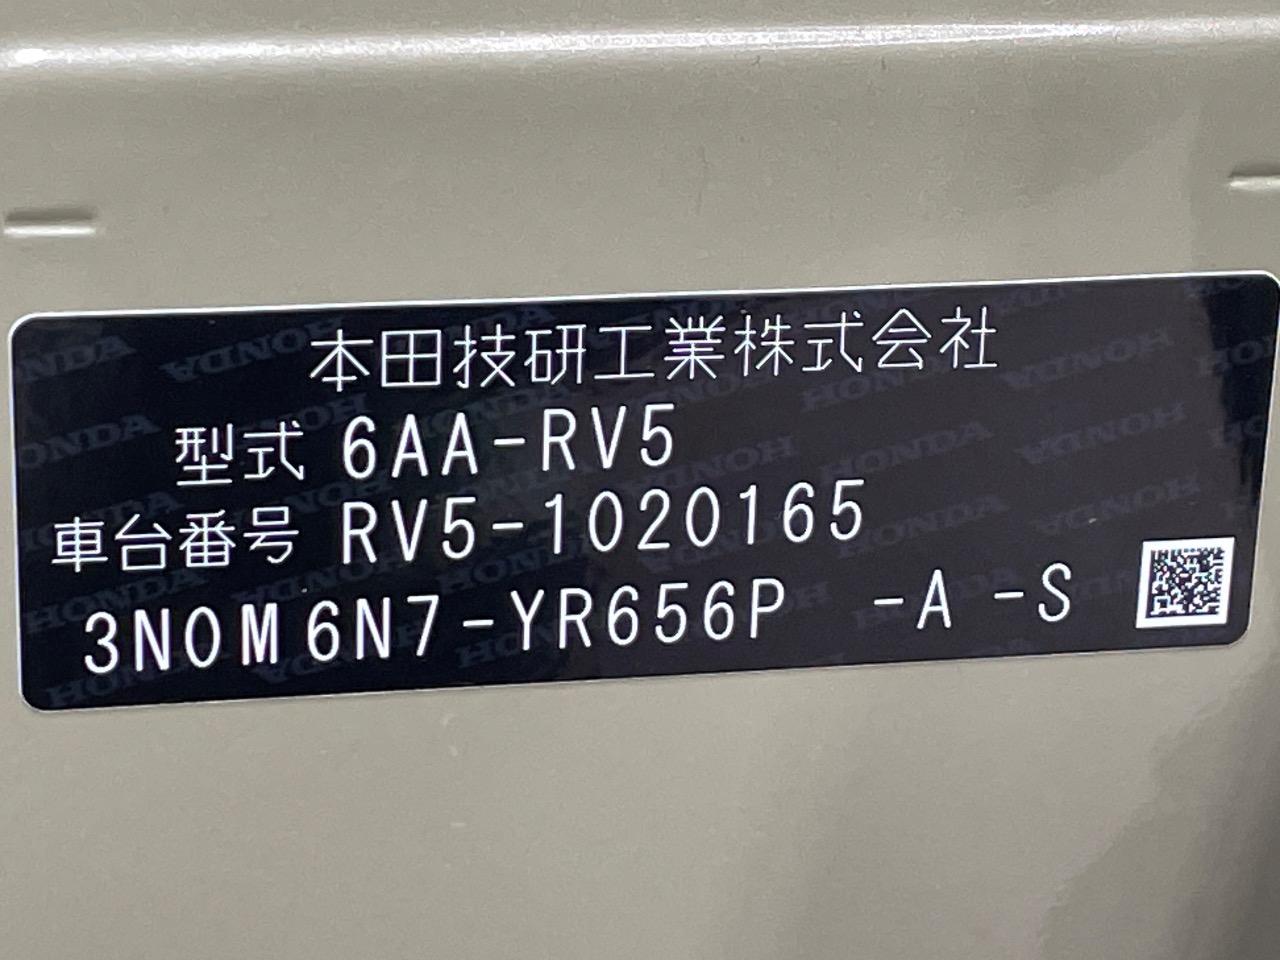 本田技研工業株式会社
型式 6AA-RV5
車台番号 RV5-1020165
3N0M6N7-YR656P -A -S